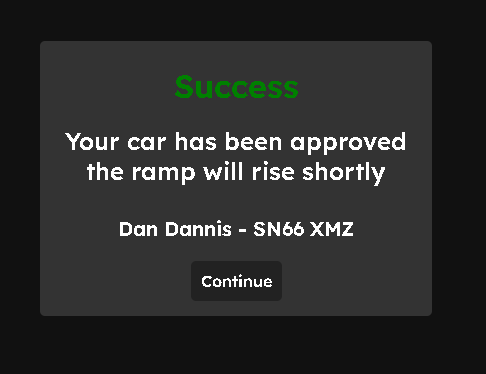 Success
Your car has been approved
the ramp will rise shortly
Dan Dannis - SN66 XMZ
Continue